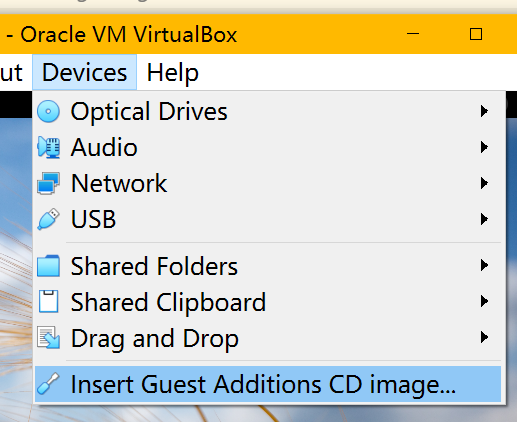 - Oracle VM VirtualBox
ut Devices Help
Optical Drives
Audio
Network
USB
Shared Folders
Shared Clipboard
Drag and Drop
Insert Guest Additions CD image...